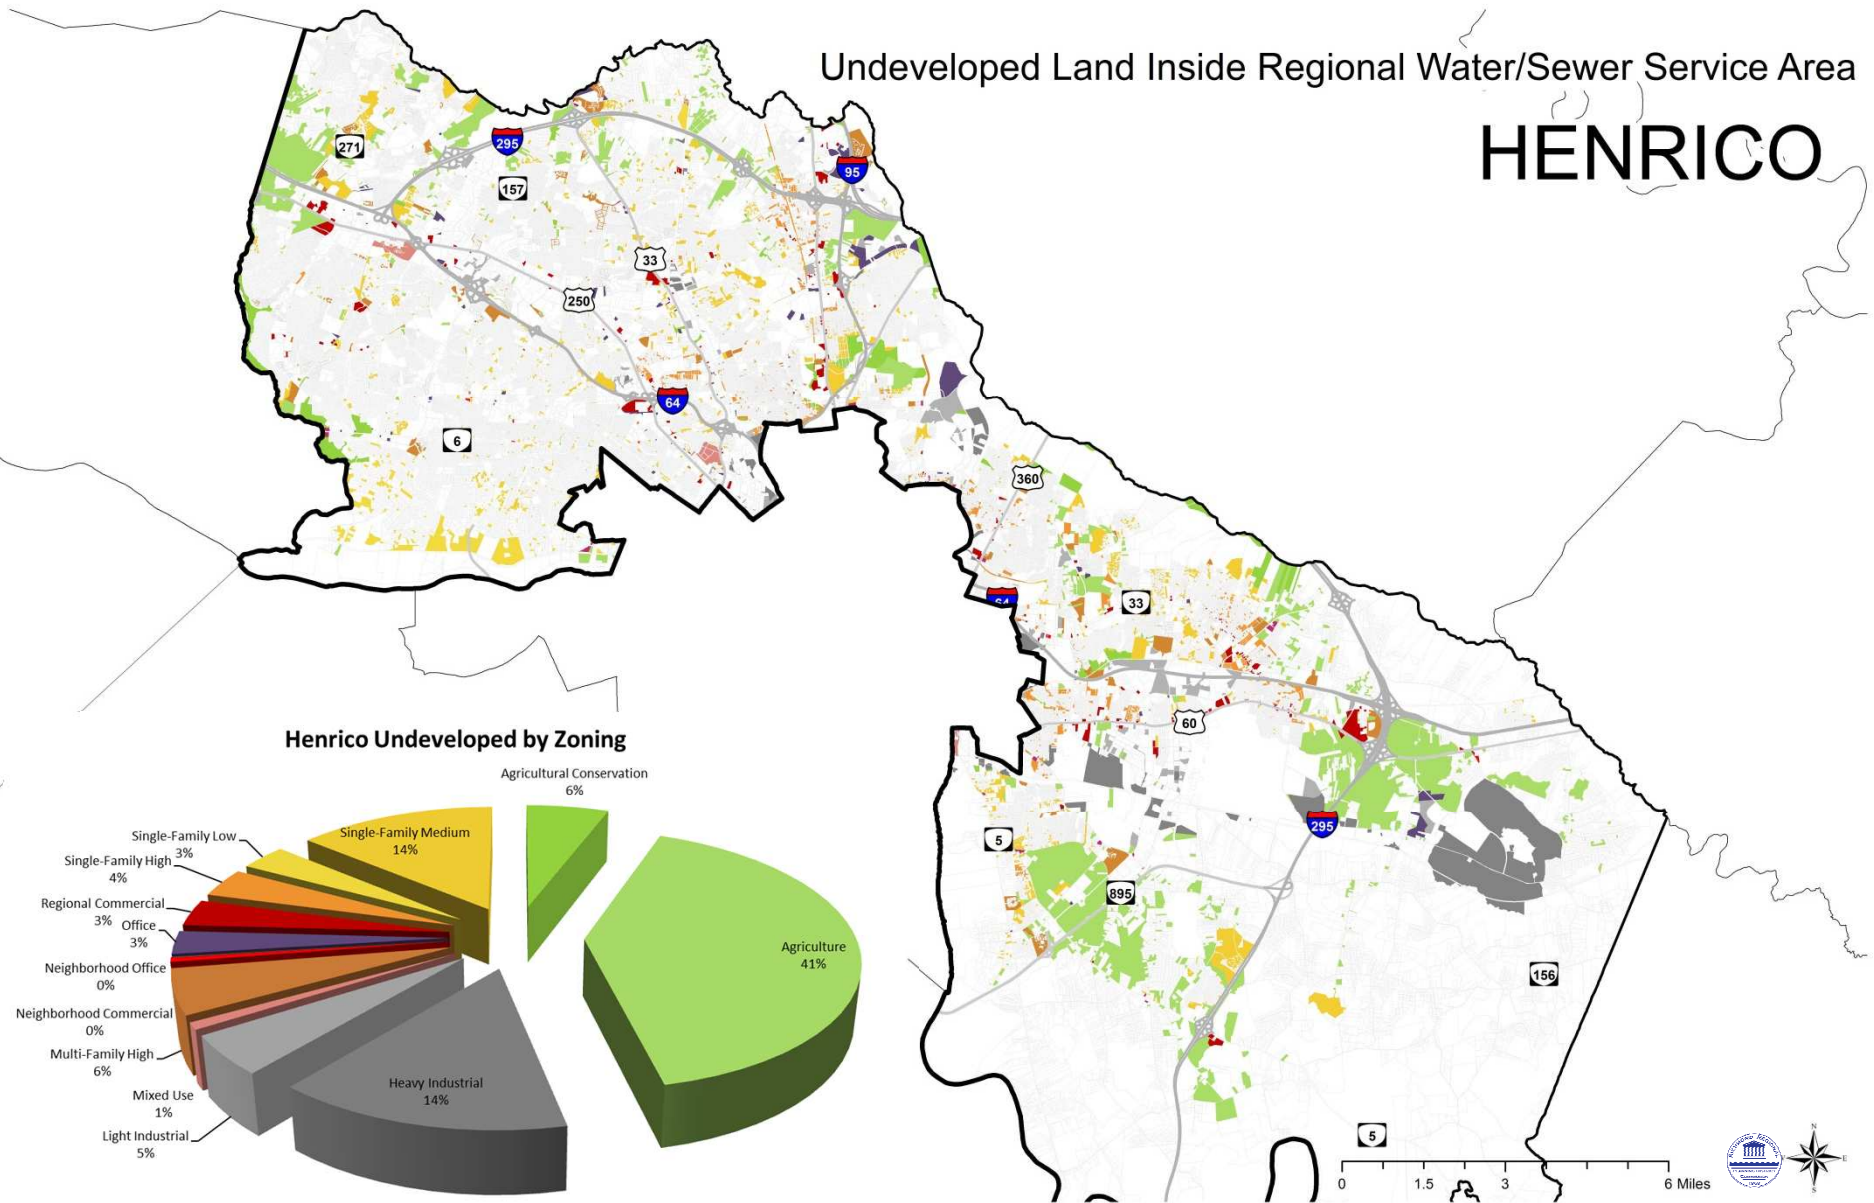 Undeveloped Land Inside Regional Water/Sewer Service Area
HENRICO
271
295
157
95
33
250
64
6
360
64
33
60
5
295
895
156
5
Henrico Undeveloped by Zoning
Agricultural Conservation
6%
Single-Family Medium
14%
Single-Family Low
3%
Single-Family High
4%
Regional Commercial
3%
Office
3%
Neighborhood Office
0%
Neighborhood Commercial
0%
Multi-Family High
6%
Mixed Use
1%
Light Industrial
5%
Heavy Industrial
14%
Agriculture
41%
0 1.5 3 6 Miles
N
E
S